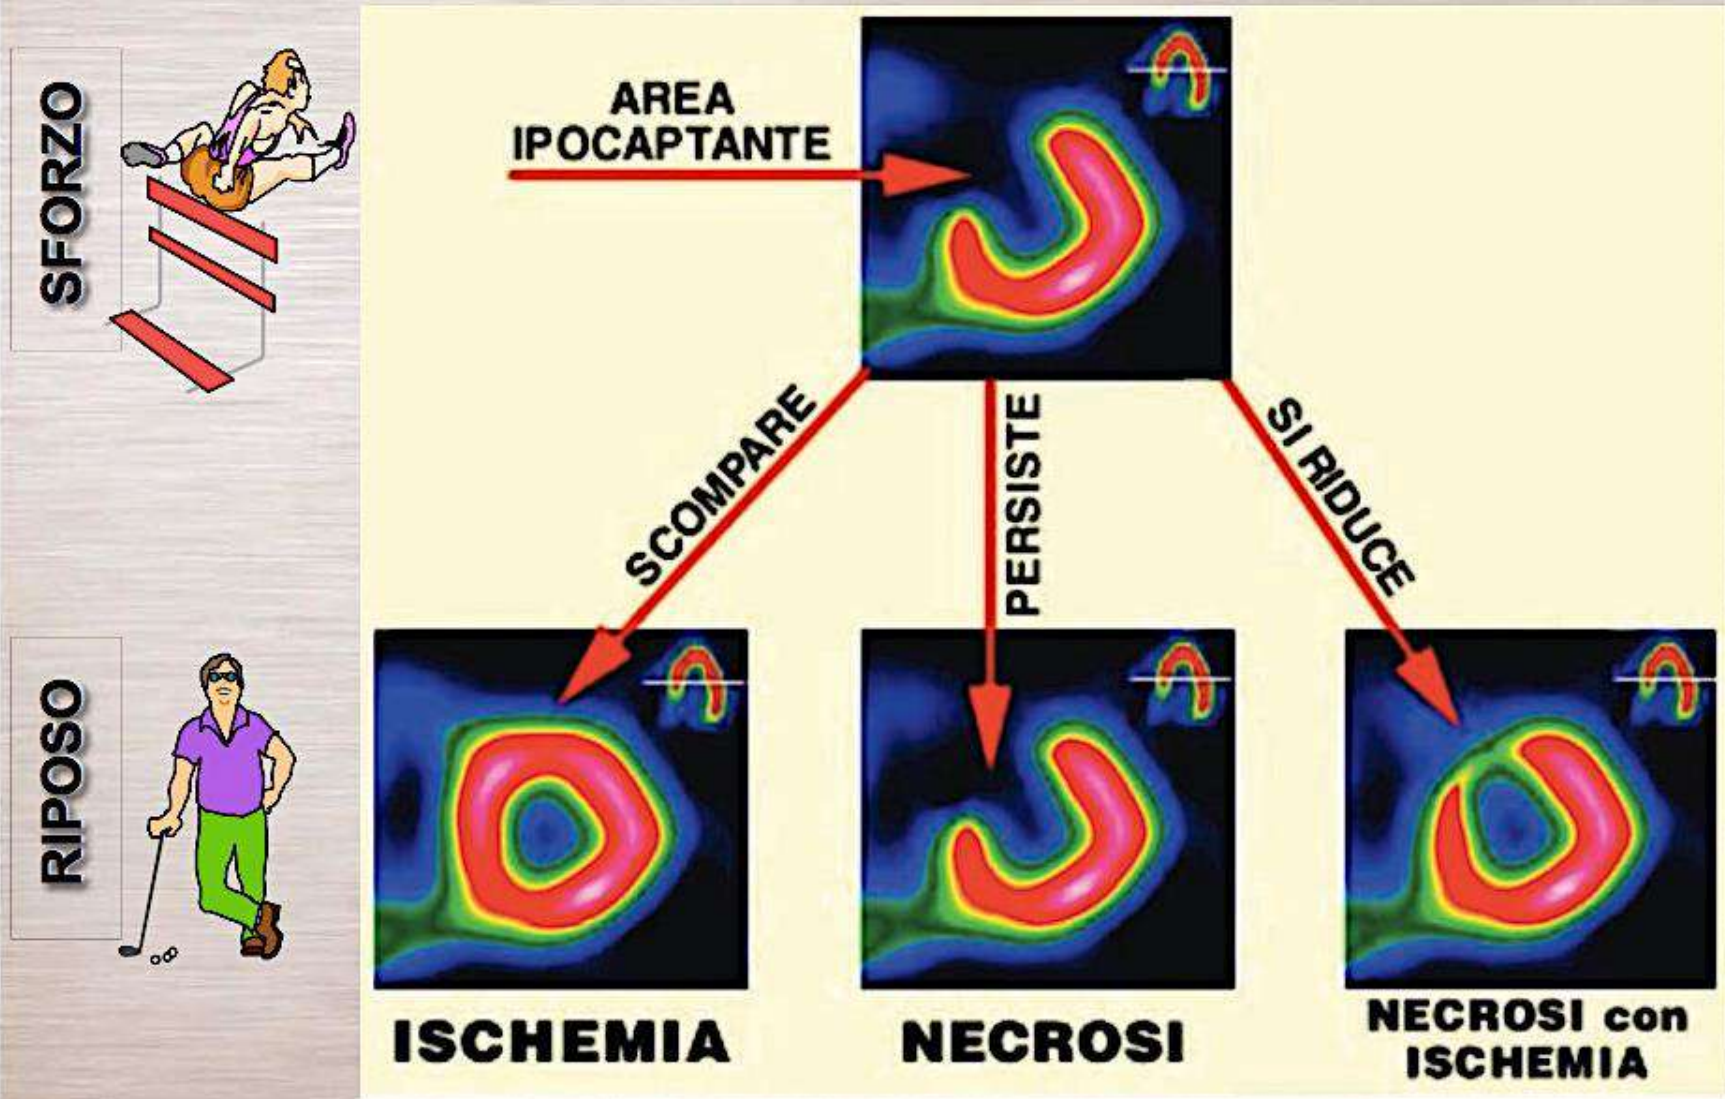 SFORZO
AREA
IPOCAPTANTE
SCOMPARE
PERSISTE
SI RIDUCE
RIPOSO
ISCHEMIA
NECROSI
NECROSI con
ISCHEMIA